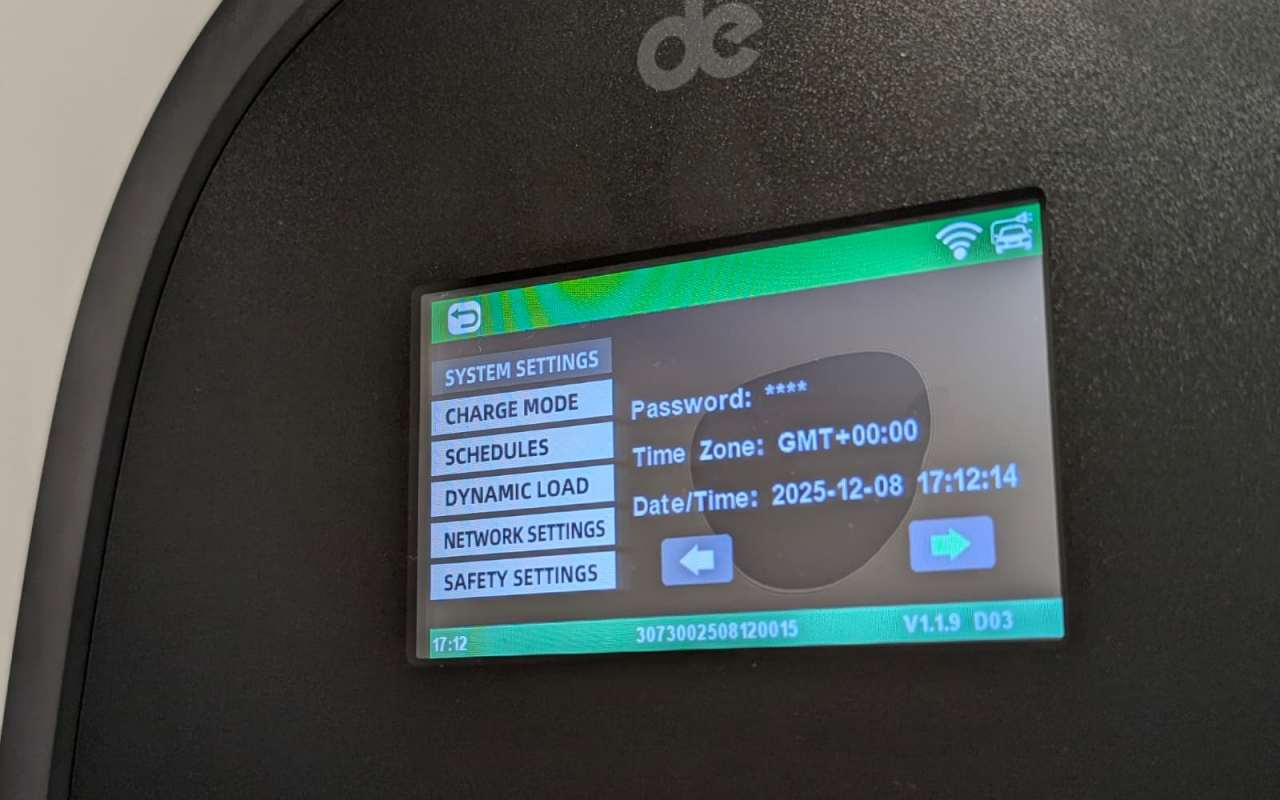 de
SYSTEM SETTINGS
CHARGE MODE
SCHEDULES
DYNAMIC LOAD
NETWORK SETTINGS
SAFETY SETTINGS
Password: ****
Time Zone: GMT+00:00
Date/Time: 2025-12-08 17:12:14
17:12 3073002508120015 V1.1.9 D03